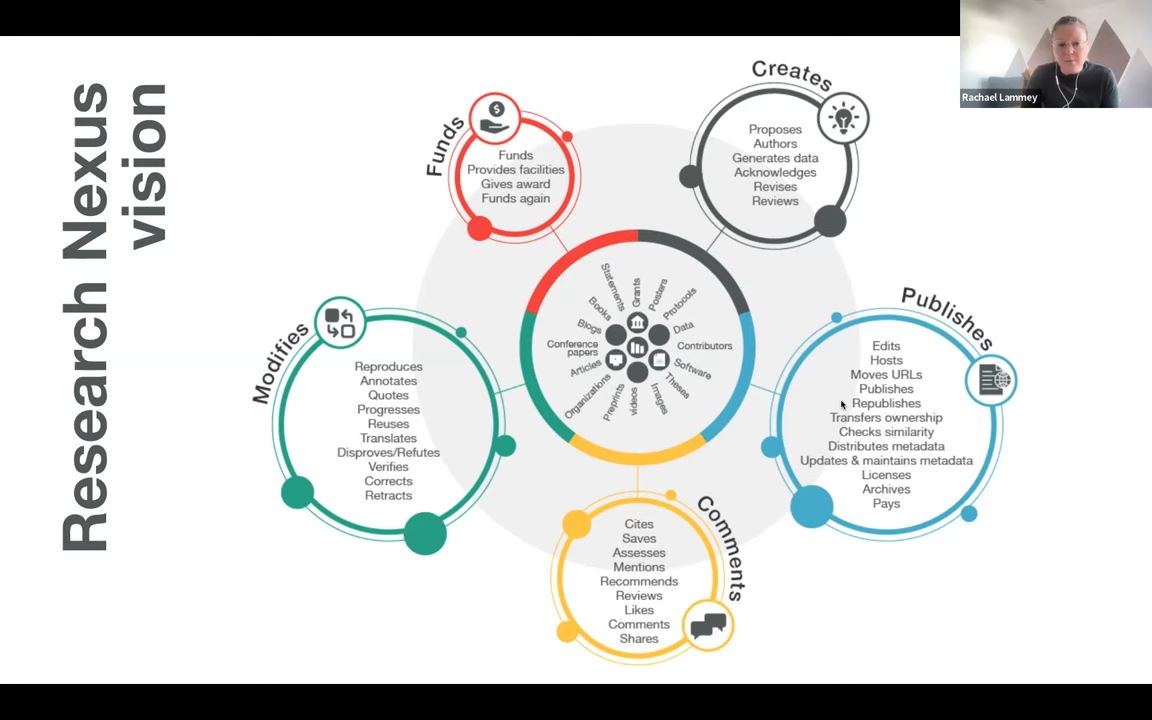 Research Nexus
vision
Rachael Lammey
Funds
Funds
Provides facilities
Gives award
Funds again
Creates
Proposes
Authors
Generates data
Acknowledges
Revises
Reviews
Publishes
Edits
Hosts
Moves URLs
Publishes
Republishes
Transfers ownership
Checks similarity
Distributes metadata
Updates & maintains metadata
Licenses
Archives
Pays
Comments
Cites
Saves
Assesses
Mentions
Recommends
Reviews
Likes
Comments
Shares
Modifies
Reproduces
Annotates
Quotes
Progresses
Reuses
Translates
Disproves/Refutes
Verifies
Corrects
Retracts
Grants
Posters
Protocols
Data
Contributors
Software
Theses
Images
videos
Preprints
Organizations
Articles
Conference
papers
Blogs
Books
Statements
$